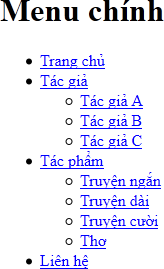 Menu chính
Trang chủ
Tác giả
Tác giả A
Tác giả B
Tác giả C
Tác phẩm
Truyện ngắn
Truyện dài
Truyện cười
Thơ
Liên hệ